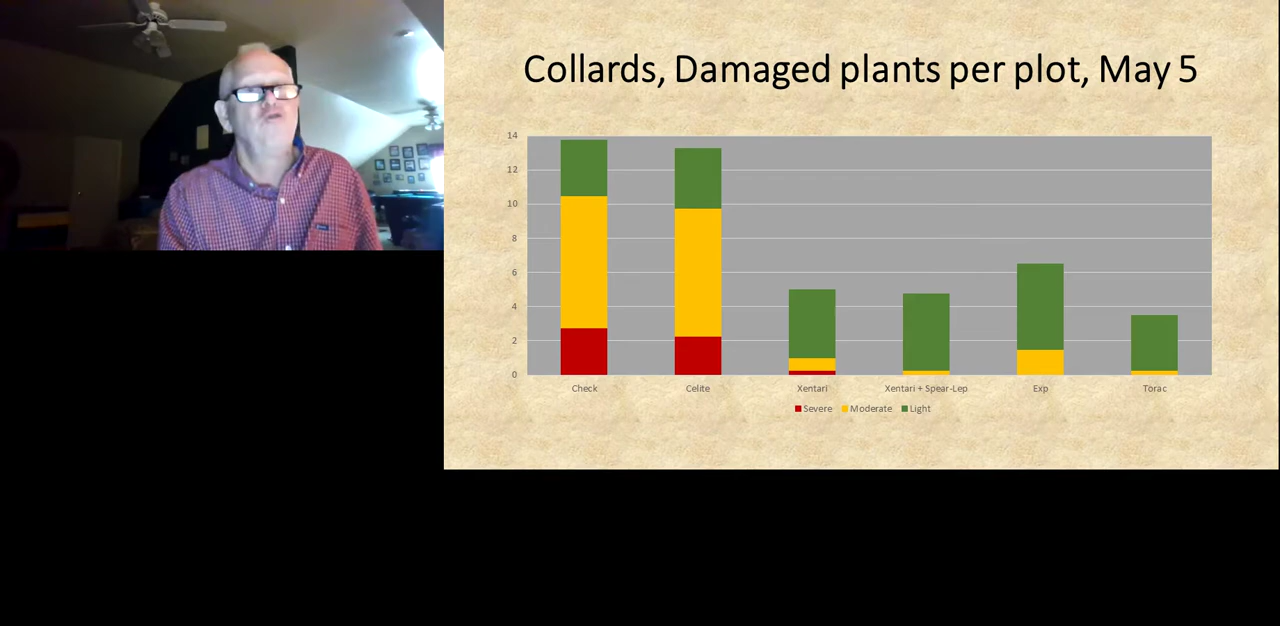 Collards, Damaged plants per plot, May 5
14
12
10
8
6
4
2
0
Check Celite Xentari Xentari + Spear-Lep Exp Torac
Severe Moderate Light